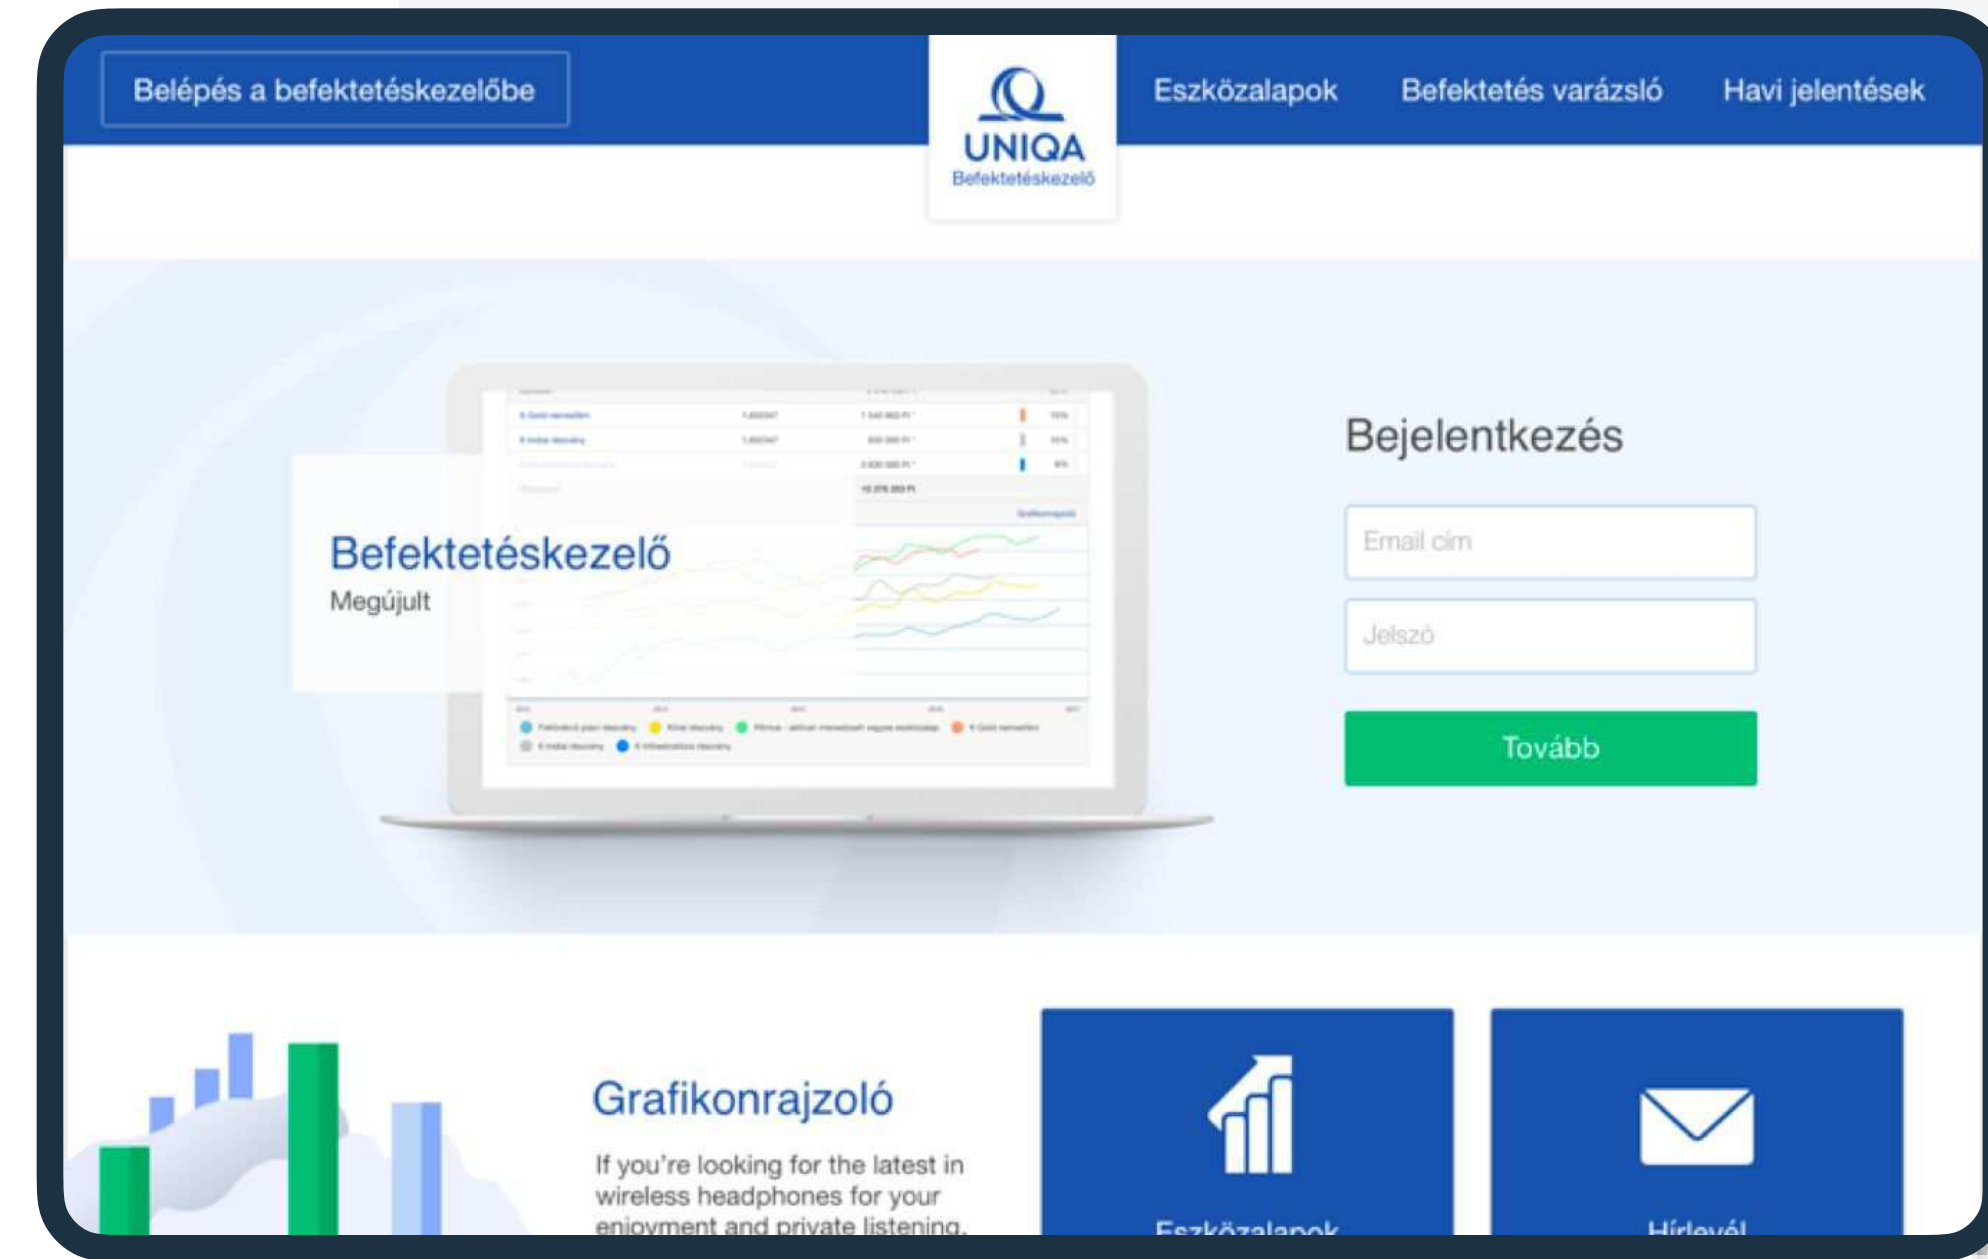 Belépés a befektetéskezelőbe
UNIQA
Befektetéskezelő
Eszközalapok
Befektetés varázsló
Havi jelentések
Befektetéskezelő
Megújult
Grafikonrajzoló
Bejelentkezés
Email cím
Jelszó
Tovább
Grafikonrajzoló
If you're looking for the latest in
wireless headphones for your
enjoyment and private listening,
Eszközalapok
Hírlevél